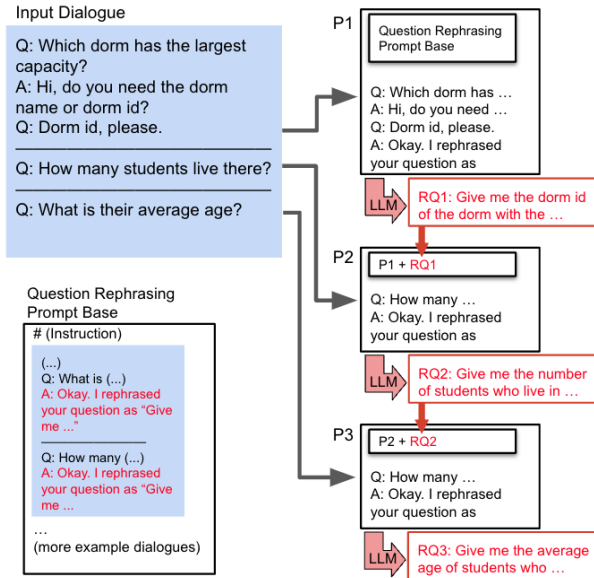 Input Dialogue
Q: Which dorm has the largest
capacity?
A: Hi, do you need the dorm
name or dorm id?
Q: Dorm id, please.
Q: How many students live there?
Q: What is their average age?
Question Rephrasing
Prompt Base
# (Instruction)
(...)
Q: What is (...)
A: Okay. I rephrased
your question as “Give
me ...”
Q: How many (...)
A: Okay. I rephrased
your question as “Give
me ...
...
(more example dialogues)
P1
Question Rephrasing
Prompt Base
Q: Which dorm has ...
A: Hi, do you need ...
Q: Dorm id, please.
A: Okay. I rephrased
your question as
LLM
RQ1: Give me the dorm id
of the dorm with the ...
P2
P1 + RQ1
Q: How many ...
A: Okay. I rephrased
your question as
LLM
RQ2: Give me the number
of students who live in ...
P3
P2 + RQ2
Q: How many ...
A: Okay. I rephrased
your question as
LLM
RQ3: Give me the average
age of students who ...